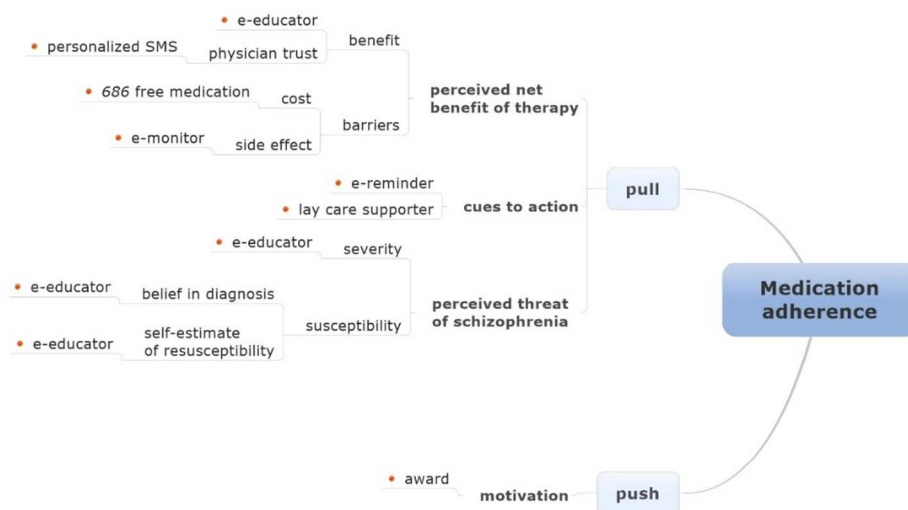 e-educator
benefit
personalized SMS
physician trust
perceived net
benefit of therapy
686 free medication
cost
barriers
e-monitor
side effect
e-reminder
pull
lay care supporter
cues to action
e-educator
severity
e-educator
belief in diagnosis
perceived threat
of schizophrenia
susceptibility
e-educator
self-estimate
of resusceptibility
Medication
adherence
award
motivation
push